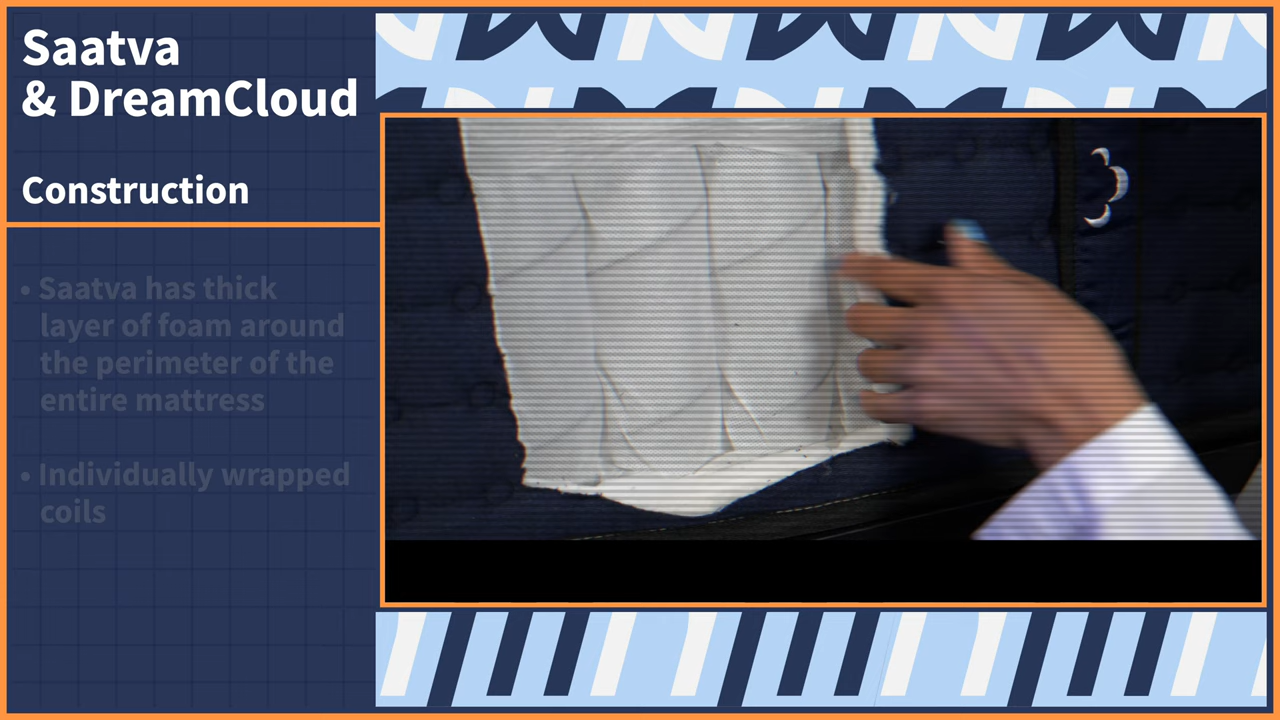 Saatva
& DreamCloud
Construction
• Saatva has thick
layer of foam around
the perimeter of the
entire mattress
• Individually wrapped
coils